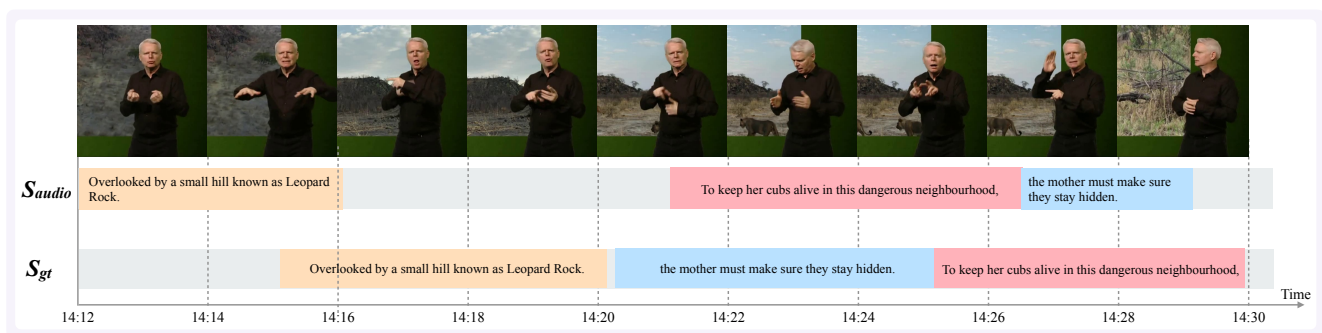 S_audio
Overlooked by a small hill known as Leopard
Rock.
To keep her cubs alive in this dangerous neighbourhood,
the mother must make sure
they stay hidden.
S_gt
Overlooked by a small hill known as Leopard Rock.
the mother must make sure they stay hidden.
To keep her cubs alive in this dangerous neighbourhood,
Time
14:12 14:14 14:16 14:18 14:20 14:22 14:24 14:26 14:28 14:30